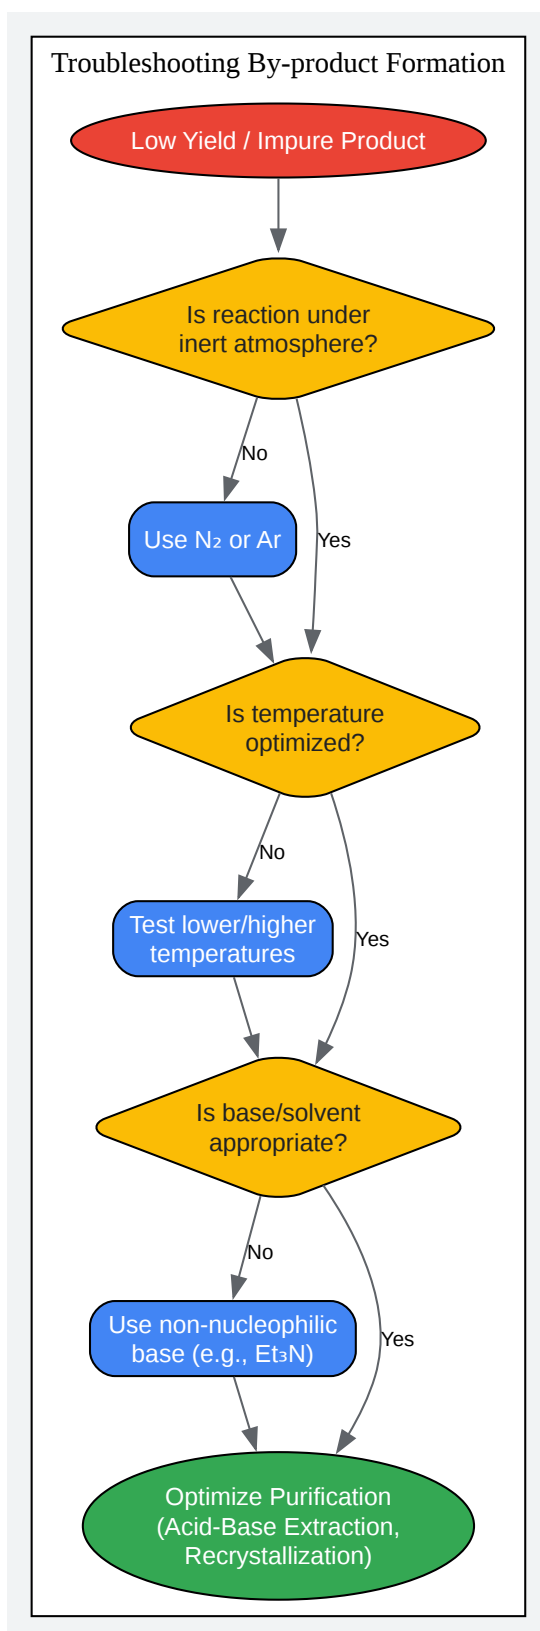 Troubleshooting By-product Formation
Low Yield / Impure Product
Is reaction under
inert atmosphere?
No
Use N₂ or Ar
Yes
Is temperature
optimized?
No
Test lower/higher
temperatures
Yes
Is base/solvent
appropriate?
No
Use non-nucleophilic
base (e.g., Et₃N)
Yes
Optimize Purification
(Acid-Base Extraction,
Recrystallization)